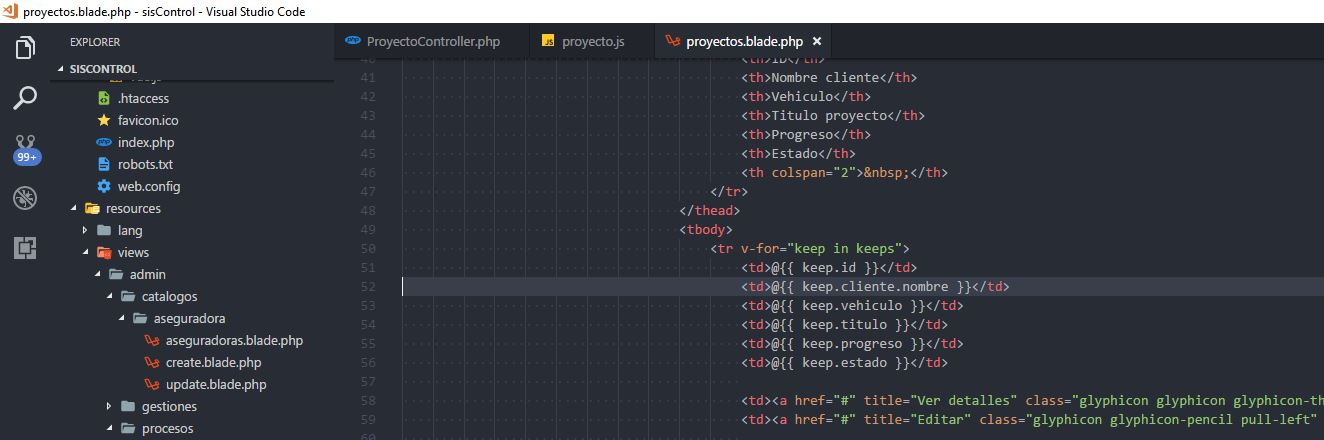 proyectos.blade.php - sisControl - Visual Studio Code
EXPLORER
SISCONTROL
.htaccess
favicon.ico
index.php
robots.txt
web.config
resources
lang
views
admin
catalogos
aseguradora
aseguradoras.blade.php
create.blade.php
update.blade.php
gestiones
procesos
99+
ProyectoController.php
proyecto.js
proyectos.blade.php
40 <th>ID</th>
41 <th>Nombre cliente</th>
42 <th>Vehiculo</th>
43 <th>Titulo proyecto</th>
44 <th>Progreso</th>
45 <th>Estado</th>
46 <th colspan="2">&nbsp;</th>
47 </tr>
48 </thead>
49 <tbody>
50 <tr v-for="keep in keeps">
51 <td>@{{ keep.id }}</td>
52 <td>@{{ keep.cliente.nombre }}</td>
53 <td>@{{ keep.vehiculo }}</td>
54 <td>@{{ keep.titulo }}</td>
55 <td>@{{ keep.progreso }}</td>
56 <td>@{{ keep.estado }}</td>
57
58 <td><a href="#" title="Ver detalles" class="glyphicon glyphicon glyphicon-th
59 <td><a href="#" title="Editar" class="glyphicon glyphicon-pencil pull-left"